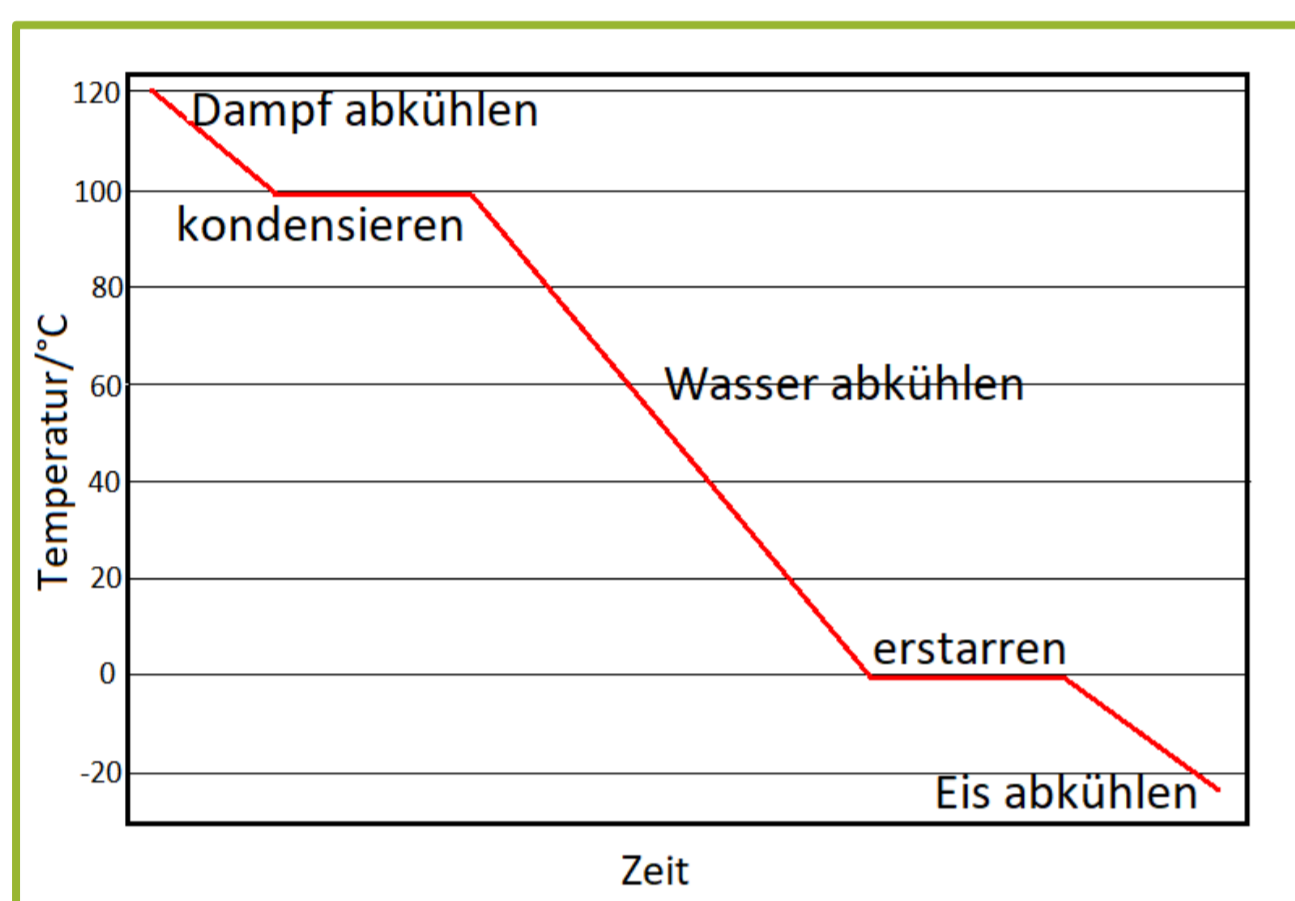 120
Dampf abkühlen
100
kondensieren
80
Temperatur/°C
60
Wasser abkühlen
40
20
erstarren
0
-20
Eis abkühlen
Zeit